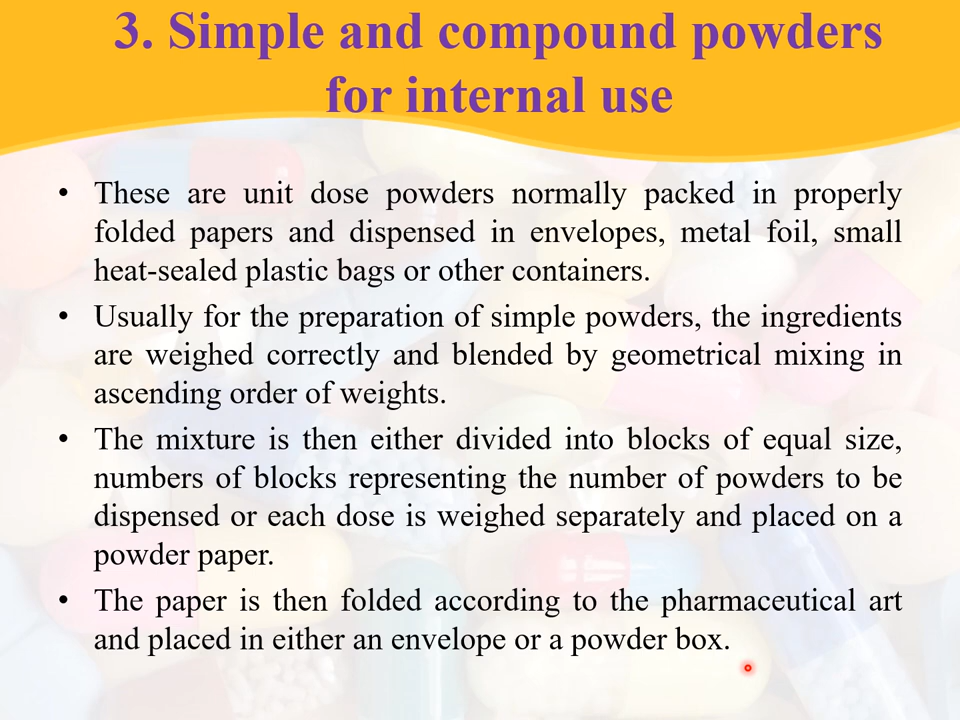 3. Simple and compound powders
for internal use
• These are unit dose powders normally packed in properly
folded papers and dispensed in envelopes, metal foil, small
heat-sealed plastic bags or other containers.
• Usually for the preparation of simple powders, the ingredients
are weighed correctly and blended by geometrical mixing in
ascending order of weights.
• The mixture is then either divided into blocks of equal size,
numbers of blocks representing the number of powders to be
dispensed or each dose is weighed separately and placed on a
powder paper.
• The paper is then folded according to the pharmaceutical art
and placed in either an envelope or a powder box.